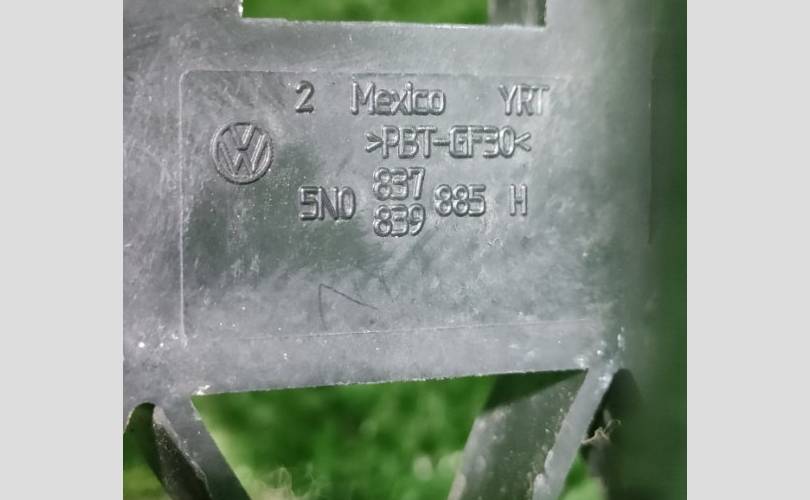 2 Mexico YRT
>PBT-GF30<
837
5N0 885 H
839